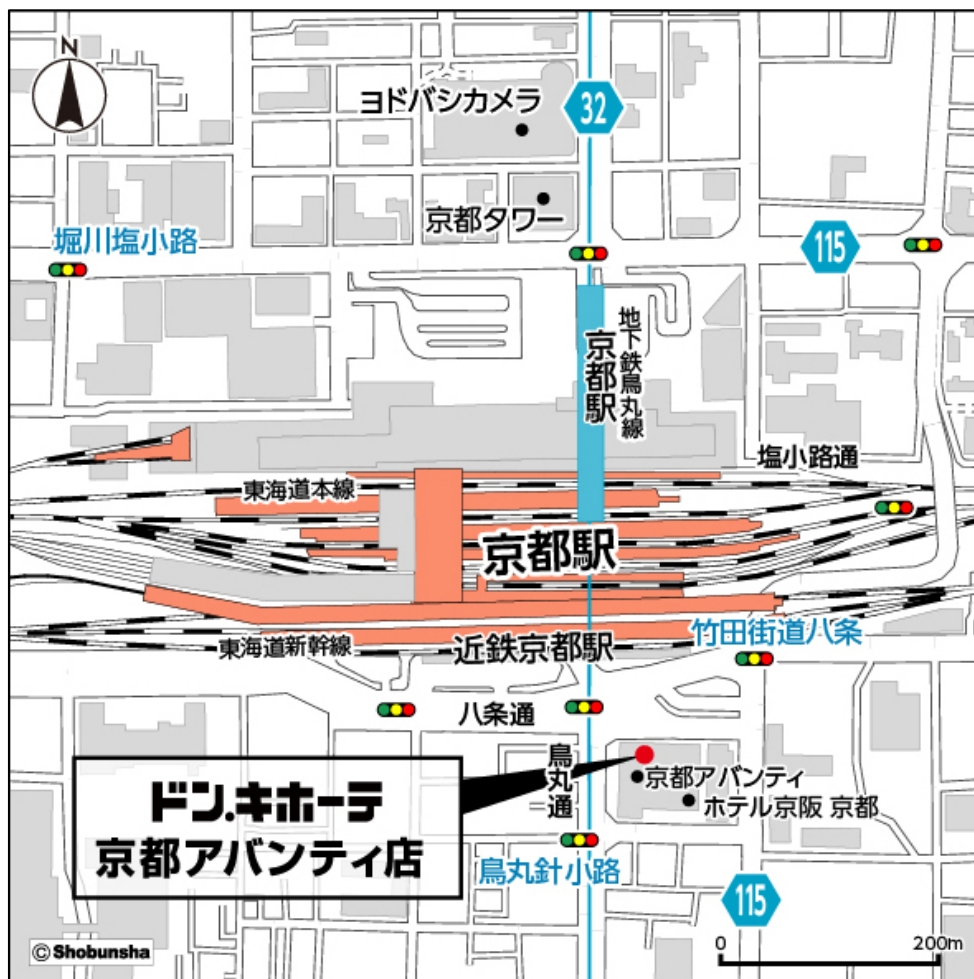 N
ヨドバシカメラ
32
京都タワー
堀川塩小路
115
地下鉄烏丸線
京都駅
塩小路通
東海道本線
京都駅
竹田街道八条
東海道新幹線
近鉄京都駅
八条通
烏丸通
ドン.キホーテ
京都アバンティ店
京都アバンティ
ホテル京阪 京都
烏丸針小路
115
© Shobunsha
0 200m